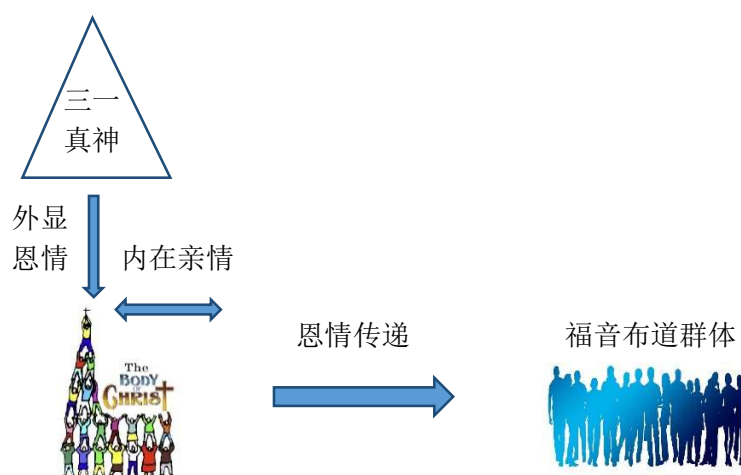 三一
真神
外显
恩情
内在亲情
恩情传递
福音布道群体
The
BODY
OF
CHRIST